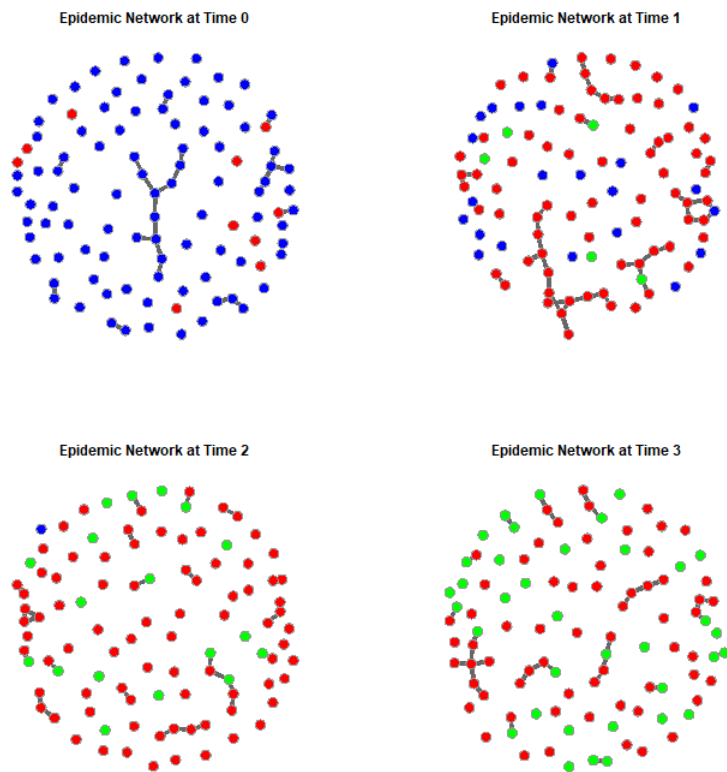 Epidemic Network at Time 0
Epidemic Network at Time 1
Epidemic Network at Time 2
Epidemic Network at Time 3